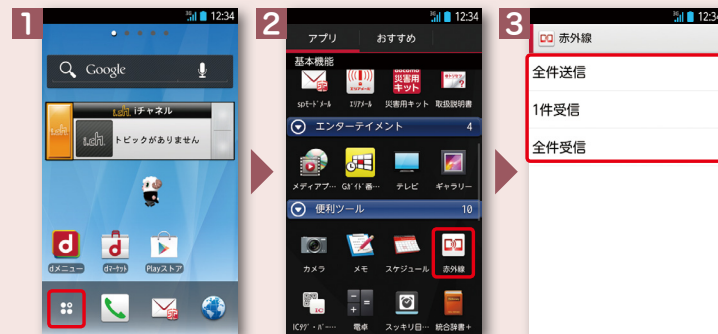 1
12:34
Google
iチャネル
i.ch
トピックがありません
dメニュー
dマーケット
Playストア
2
12:34
アプリ
おすすめ
基本機能
spモードメール
エリアメール
災害用キット
取扱説明書
エンターテイメント 4
メディアプ…
Gガイド番…
テレビ
ギャラリー
便利ツール 10
カメラ
メモ
スケジュール
赤外線
ICタグ・バー…
電卓
スッキリ目…
統合辞書+
3
12:34
赤外線
全件送信
1件受信
全件受信